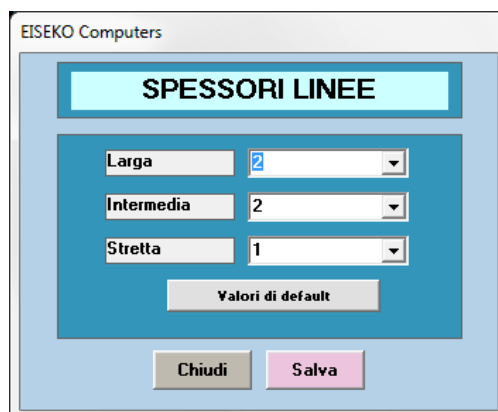 EISEKO Computers
SPESSORI LINEE
Larga 2
Intermedia 2
Stretta 1
Valori di default
Chiudi Salva